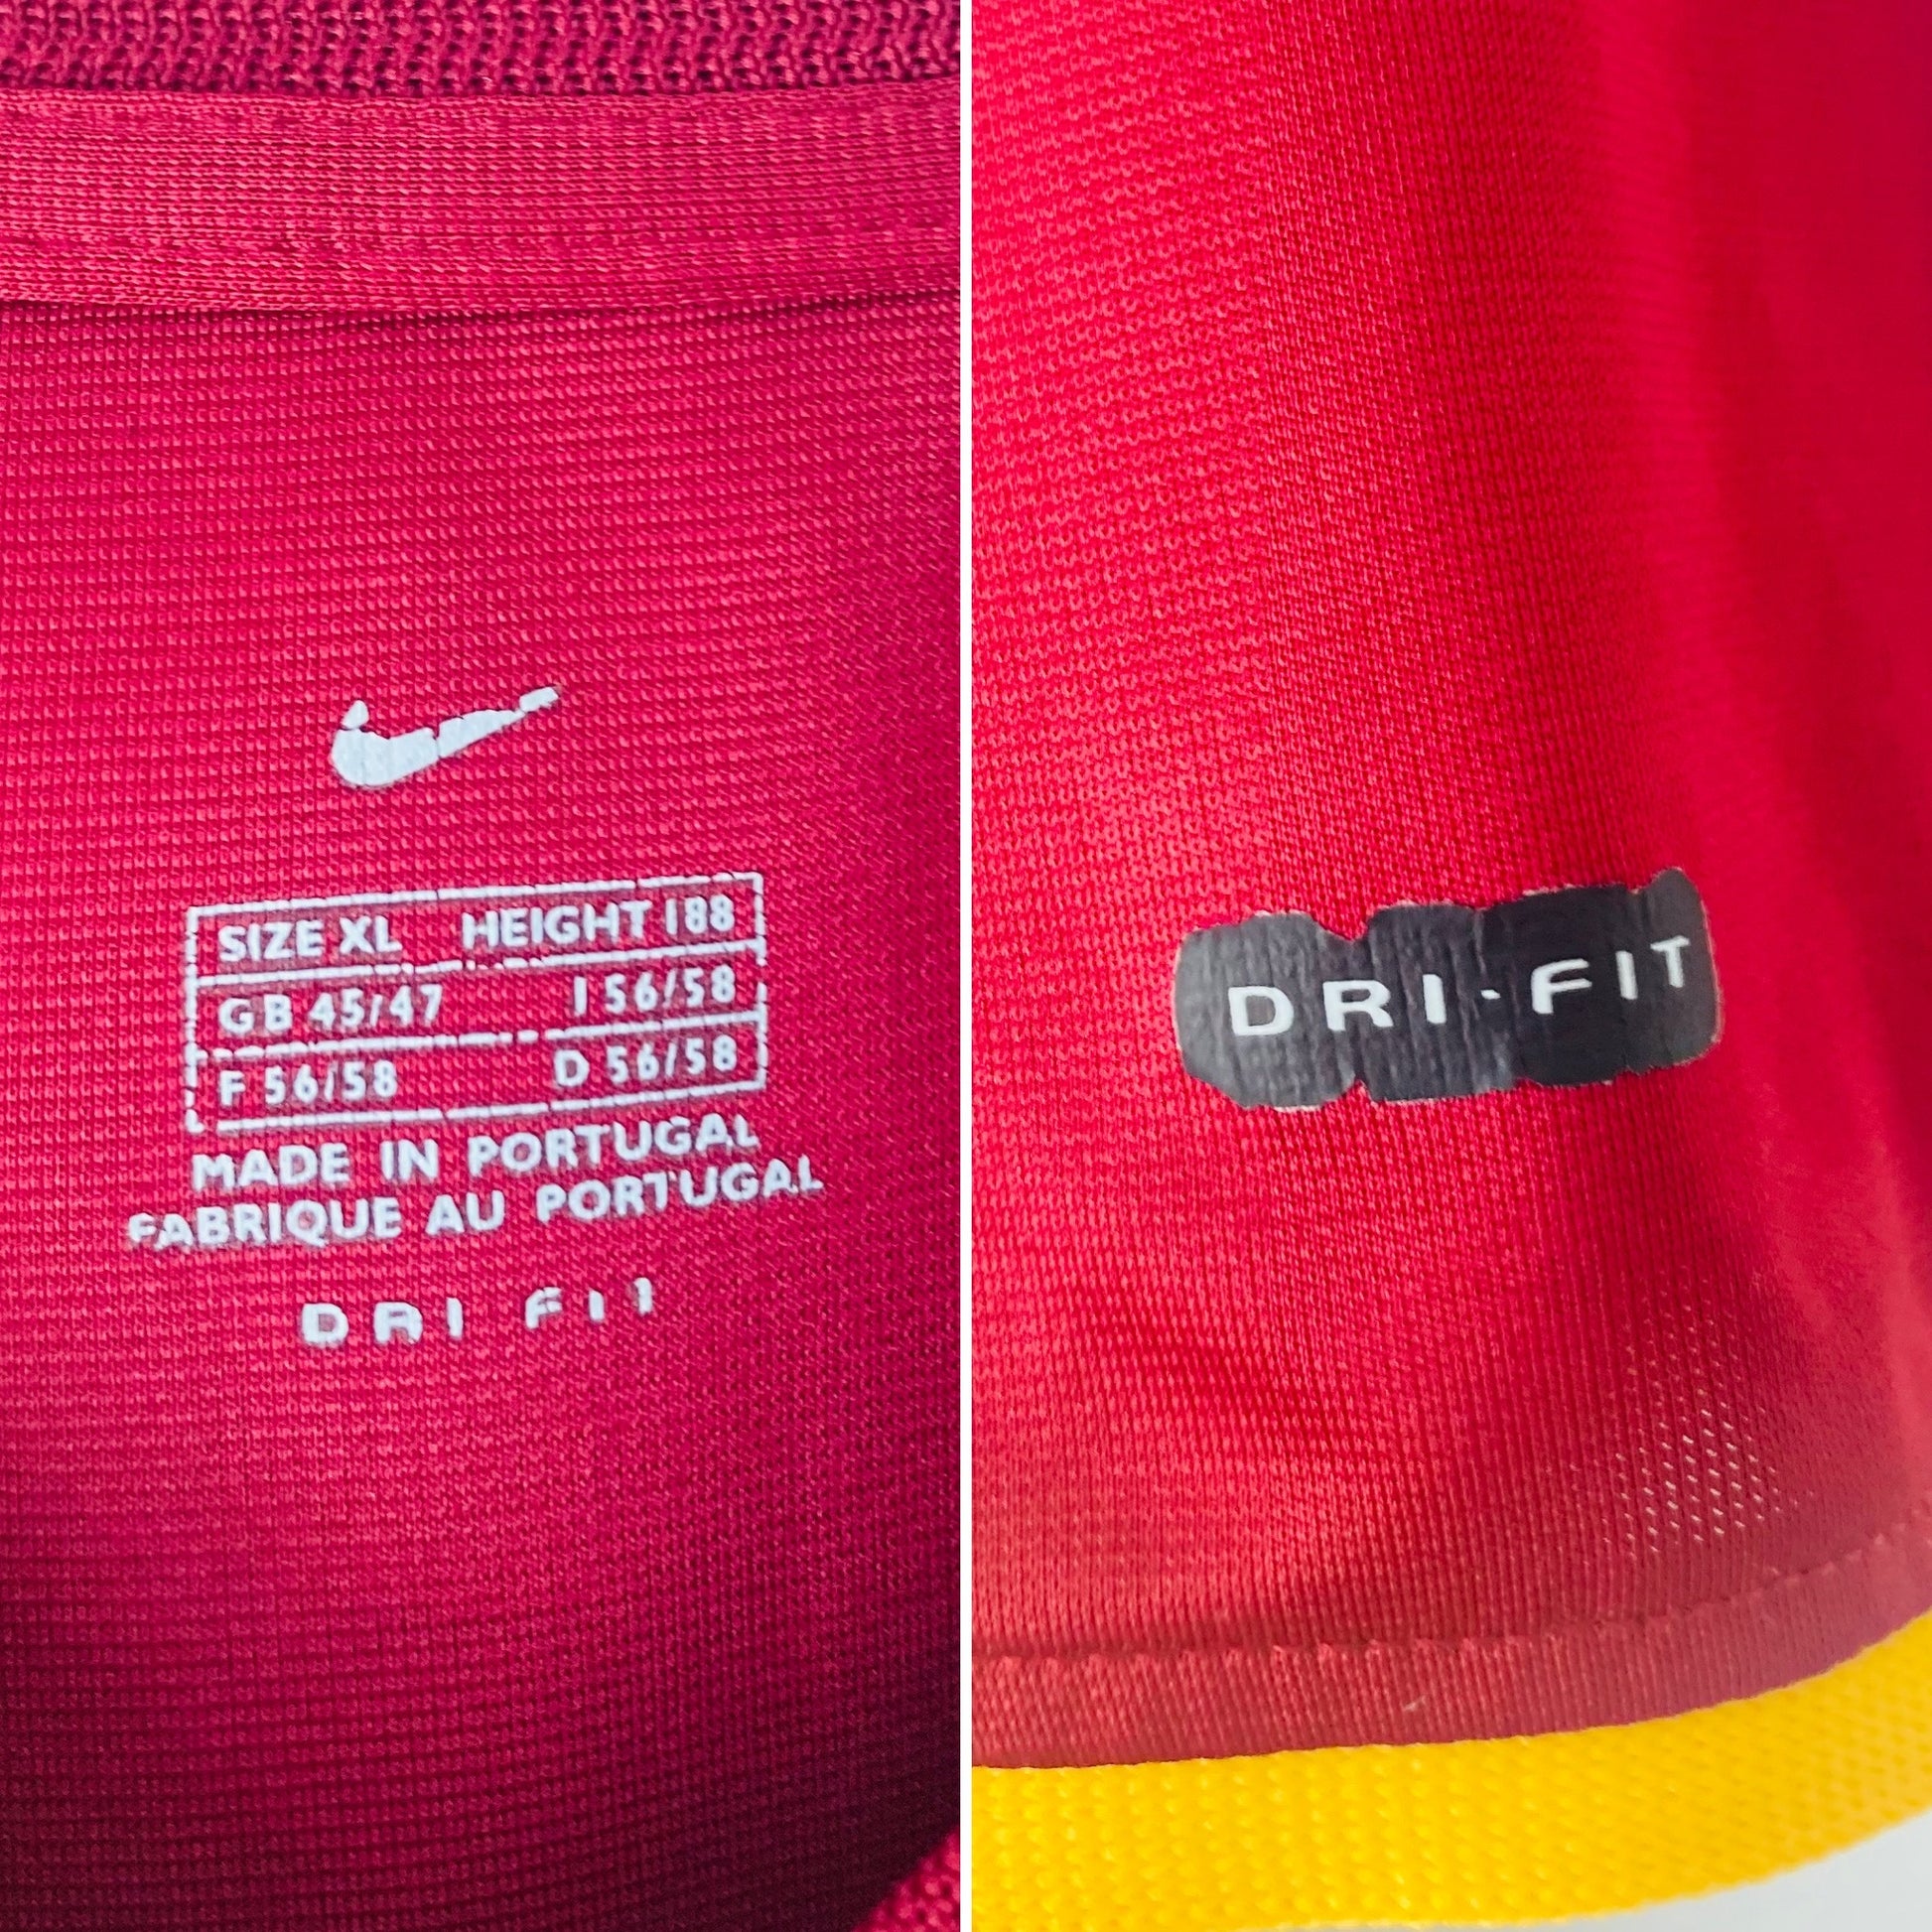 SIZE XL HEIGHT 188
GB 45/47 I 56/58
F 56/58 D 56/58
MADE IN PORTUGAL
FABRIQUE AU PORTUGAL
DRI FIT
DRI-FIT